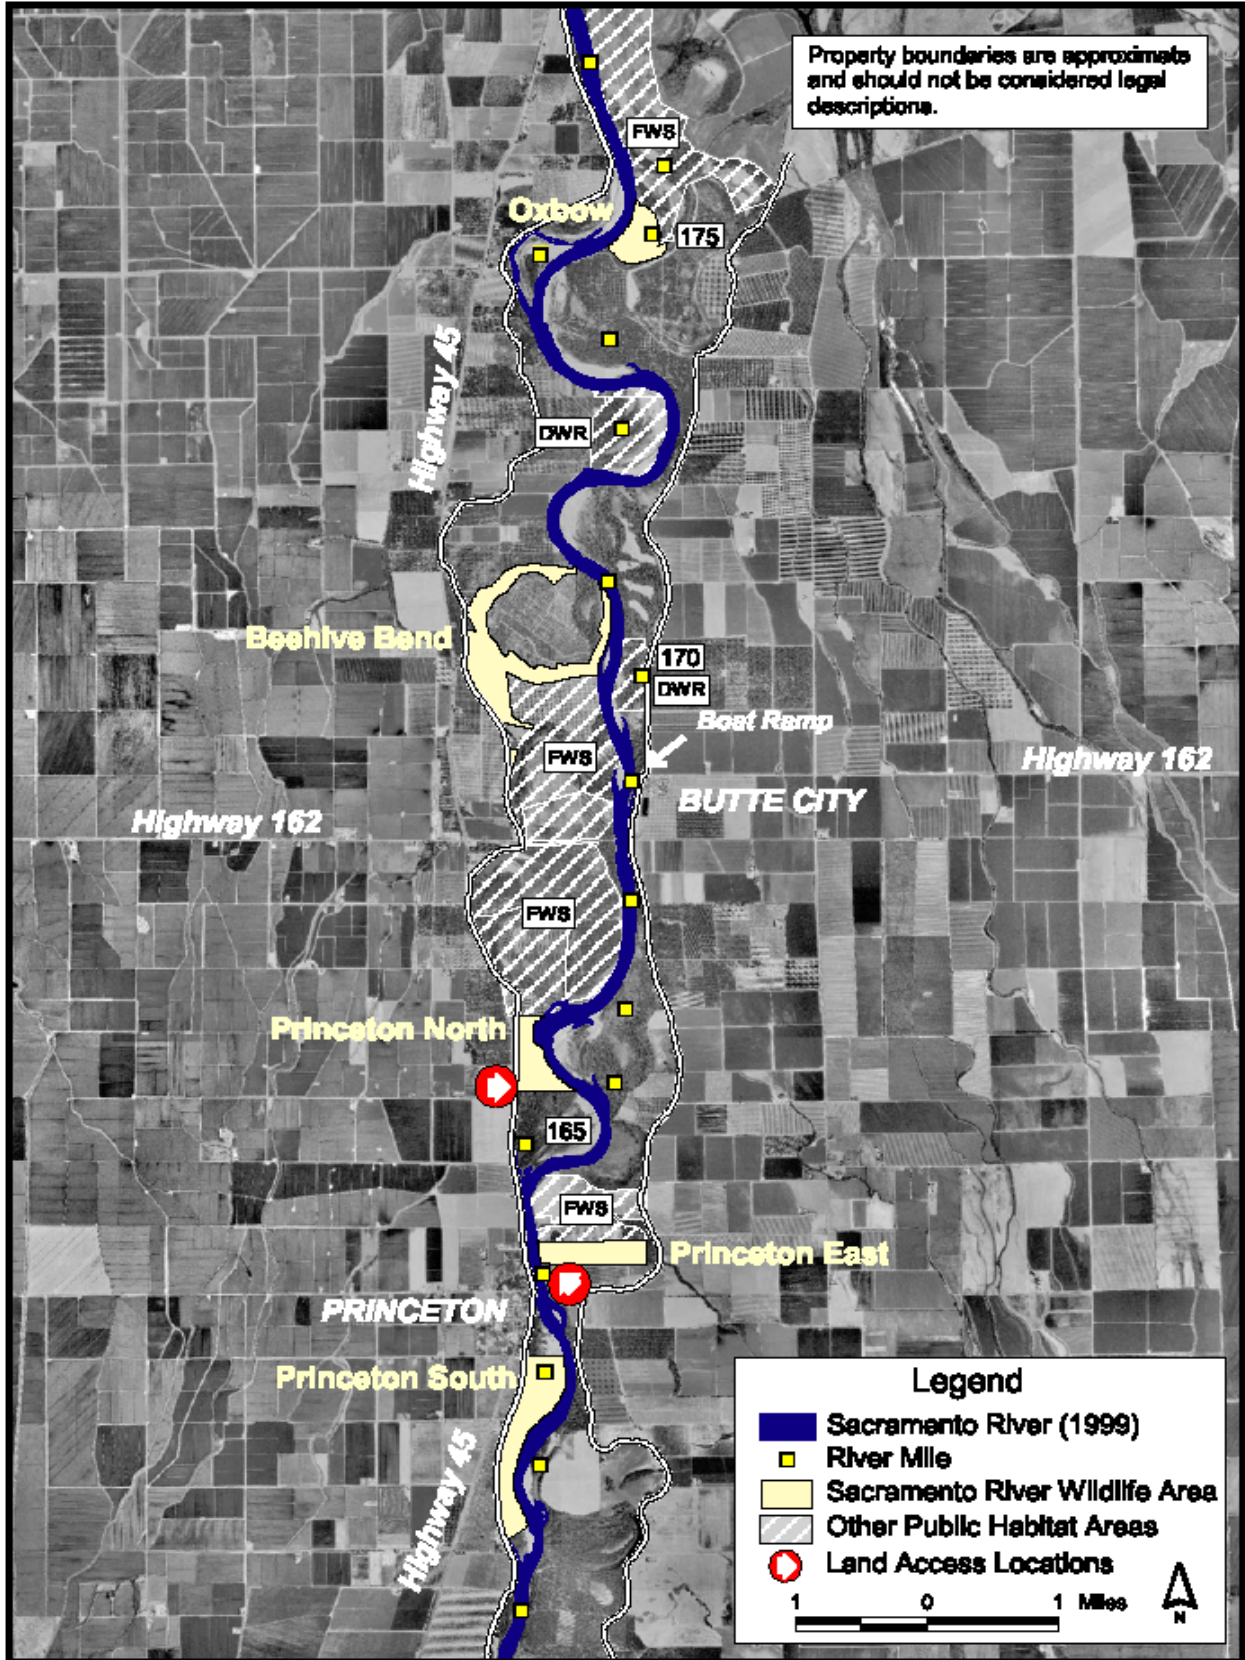 Property boundaries are approximate
and should not be considered legal
descriptions.
FWS
Oxbow
175
Highway 45
DWR
Beehive Bend
170
DWR
Boat Ramp
FWS
Highway 162
BUTTE CITY
Highway 162
FWS
Princeton North
165
FWS
Princeton East
PRINCETON
Princeton South
Highway 45
Legend
Sacramento River (1999)
River Mile
Sacramento River Wildlife Area
Other Public Habitat Areas
Land Access Locations
1 0 1 Miles
N